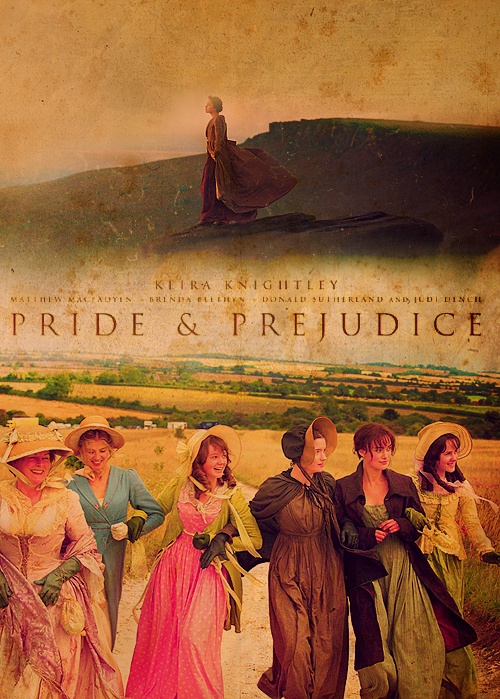 KEIRA KNIGHTLEY
MATTHEW MACFADYEN - BRENDA BLETHYN - DONALD SUTHERLAND AND JUDI DENCH
PRIDE & PREJUDICE